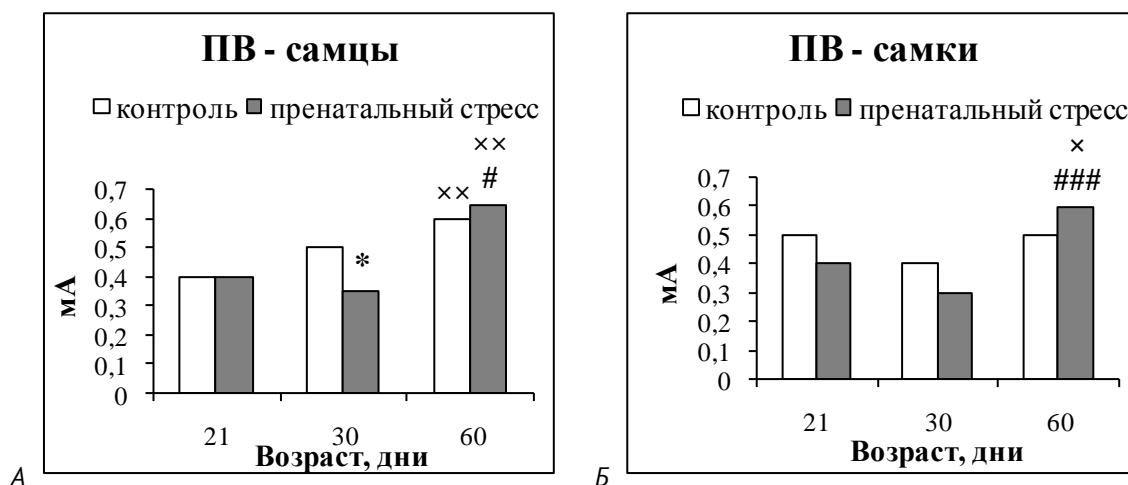 ПВ - самцы
контроль пренатальный стресс
××
#
××
*
0,7
0,6
0,5
0,4
0,3
0,2
0,1
0
мА
21 30 60
Возраст, дни
А
ПВ - самки
контроль пренатальный стресс
×
###
0,7
0,6
0,5
0,4
0,3
0,2
0,1
0
мА
21 30 60
Возраст, дни
Б